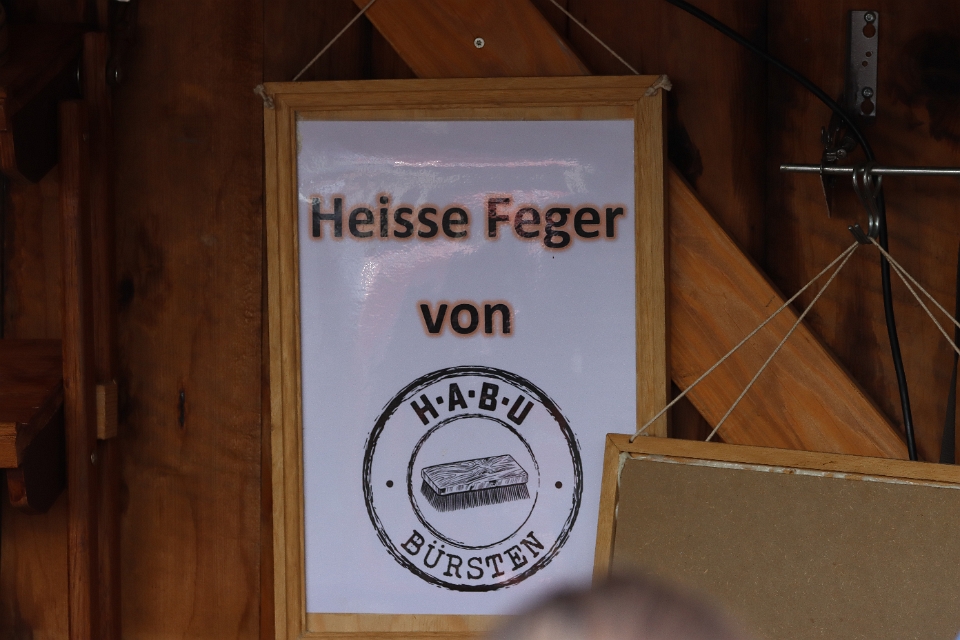 Heisse Feger
von
H·A·B·U
BÜRSTEN